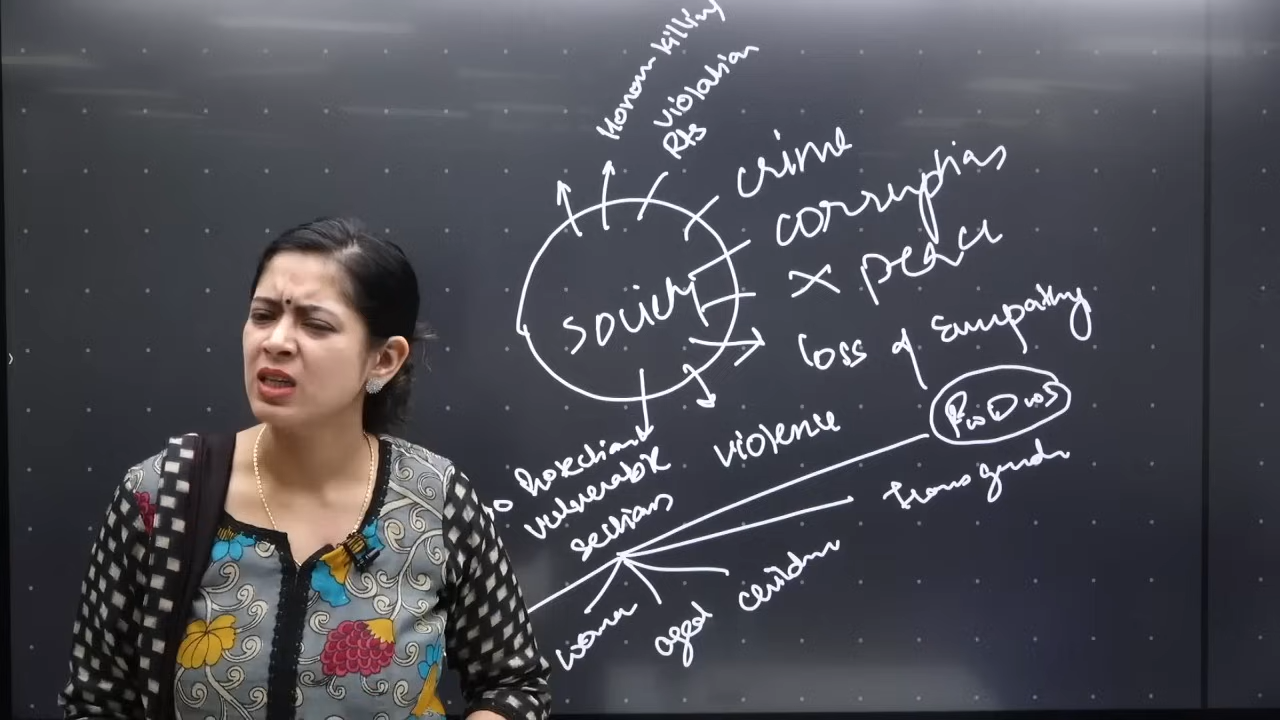 Honour killing
violation
Rts
crime
corruption
x peace
society
loss of Empathy
PwDs
violence
Protection
vulnerable
sections
transgender
children
women
aged